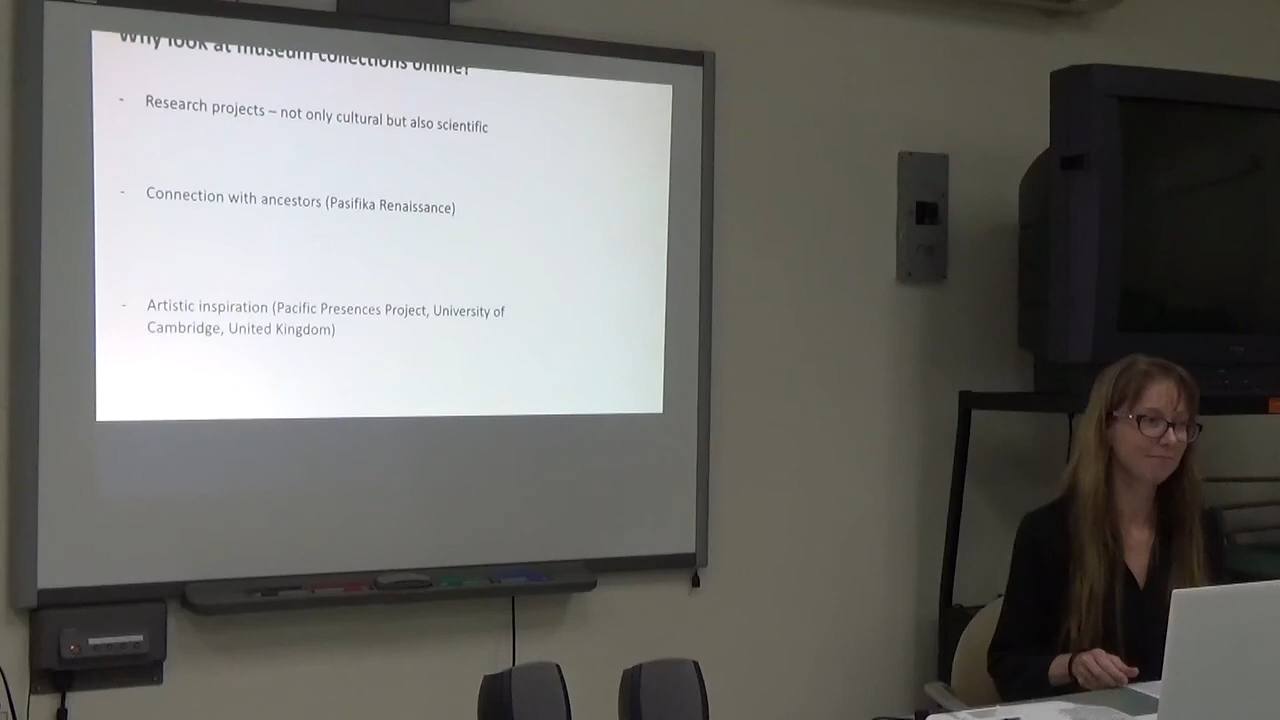 Why look at museum collections online?
- Research projects – not only cultural but also scientific
- Connection with ancestors (Pasifika Renaissance)
- Artistic inspiration (Pacific Presences Project, University of
Cambridge, United Kingdom)